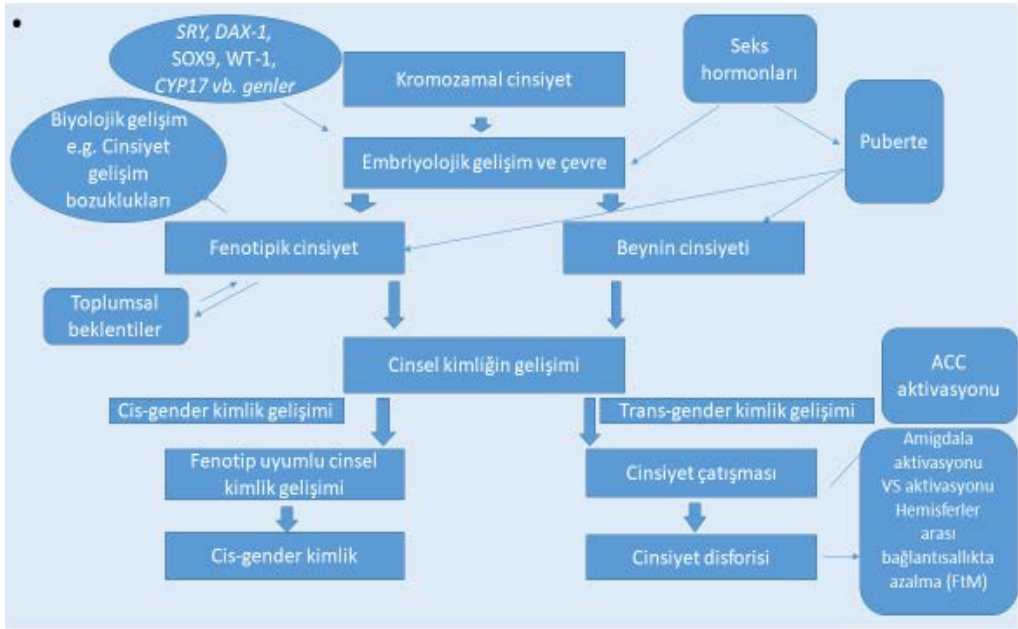 SRY, DAX-1,
SOX9, WT-1,
CYP17 vb. genler
Kromozamal cinsiyet
Seks
hormonları
Biyolojik gelişim
e.g. Cinsiyet
gelişim
bozuklukları
Embriyolojik gelişim ve çevre
Puberte
Fenotipik cinsiyet
Beynin cinsiyeti
Toplumsal
beklentiler
Cinsel kimliğin gelişimi
ACC
aktivasyonu
Cis-gender kimlik gelişimi
Trans-gender kimlik gelişimi
Fenotip uyumlu cinsel
kimlik gelişimi
Cinsiyet çatışması
Amigdala
aktivasyonu
VS aktivasyonu
Hemisferler
arası
bağlantısallıkta
azalma (FtM)
Cis-gender kimlik
Cinsiyet disforisi